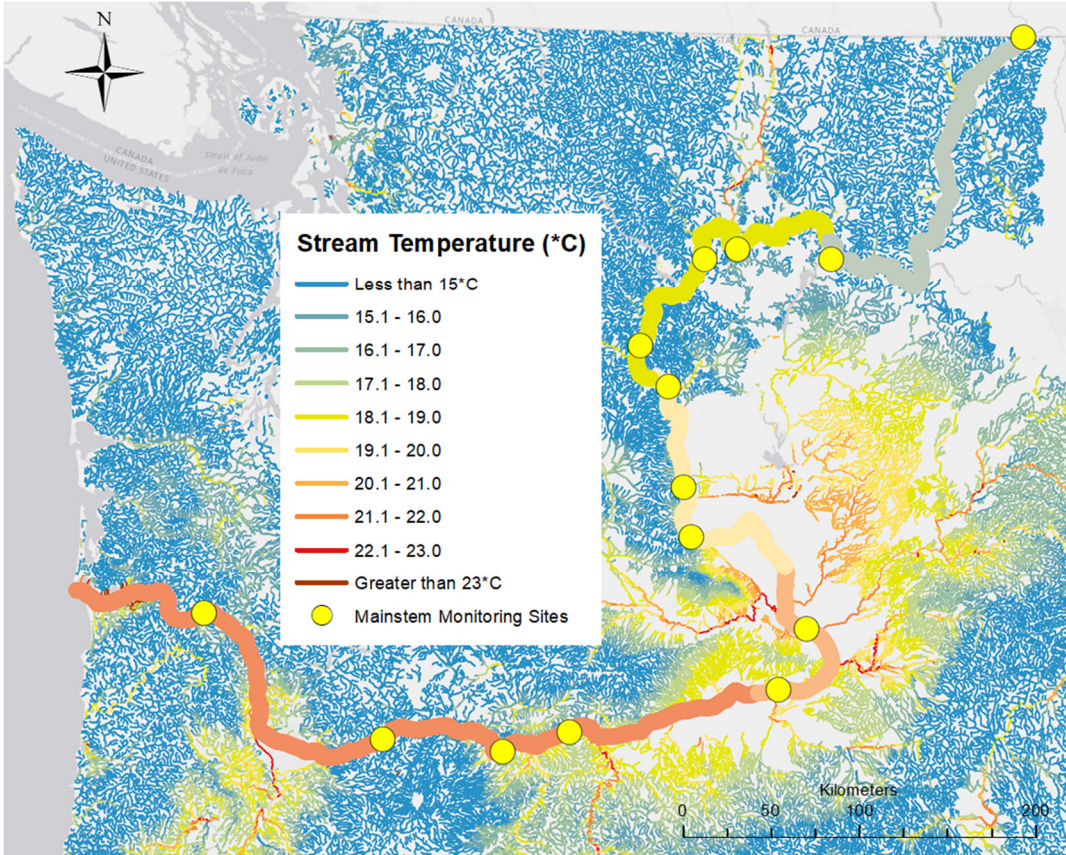 N
CANADA
CANADA
CANADA
UNITED STATES
Strait of Juan
de Fuca
Stream Temperature (*C)
Less than 15*C
15.1 - 16.0
16.1 - 17.0
17.1 - 18.0
18.1 - 19.0
19.1 - 20.0
20.1 - 21.0
21.1 - 22.0
22.1 - 23.0
Greater than 23*C
Mainstem Monitoring Sites
Kilometers
0 50 100 200